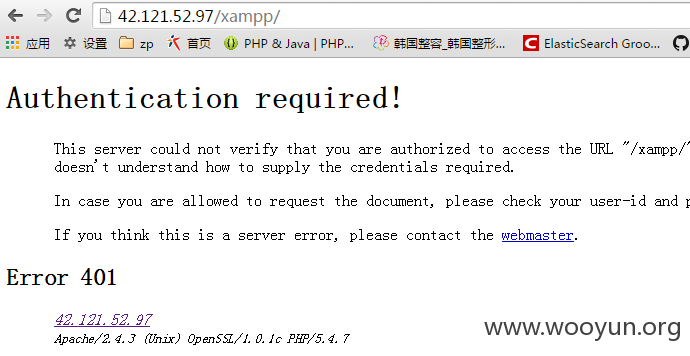 42.121.52.97/xampp/
应用 设置 zp 首页 PHP & Java | PHP... 韩国整容_韩国整形... ElasticSearch Groo...
Authentication required!
This server could not verify that you are authorized to access the URL "/xampp/"
doesn't understand how to supply the credentials required.
In case you are allowed to request the document, please check your user-id and p
If you think this is a server error, please contact the webmaster.
Error 401
42.121.52.97
Apache/2.4.3 (Unix) OpenSSL/1.0.1c PHP/5.4.7
www.wooyun.org